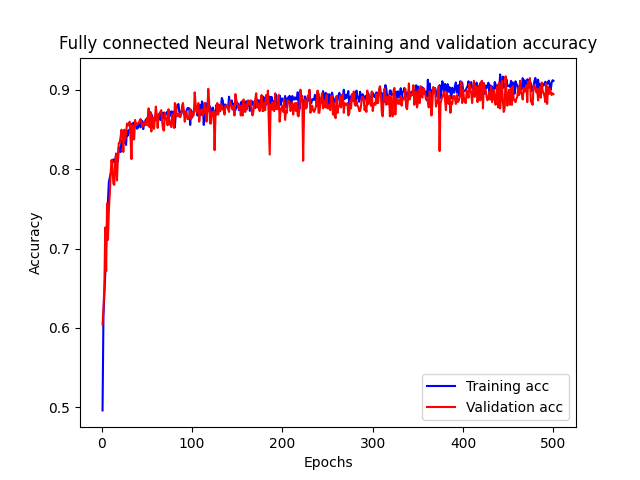 Fully connected Neural Network training and validation accuracy
0.9
0.8
0.7
0.6
0.5
Accuracy
Training acc
Validation acc
0 100 200 300 400 500
Epochs